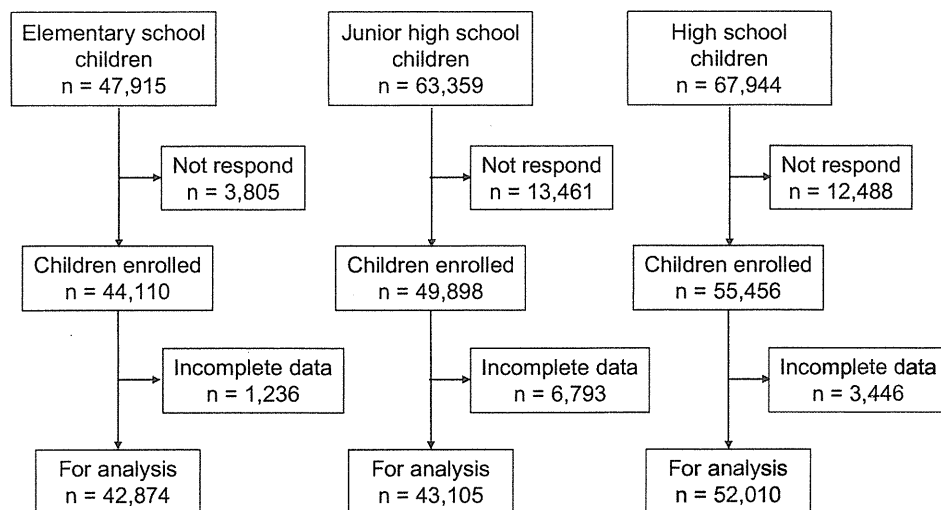 Elementary school
children
n = 47,915
Not respond
n = 3,805
Children enrolled
n = 44,110
Incomplete data
n = 1,236
For analysis
n = 42,874
Junior high school
children
n = 63,359
Not respond
n = 13,461
Children enrolled
n = 49,898
Incomplete data
n = 6,793
For analysis
n = 43,105
High school
children
n = 67,944
Not respond
n = 12,488
Children enrolled
n = 55,456
Incomplete data
n = 3,446
For analysis
n = 52,010